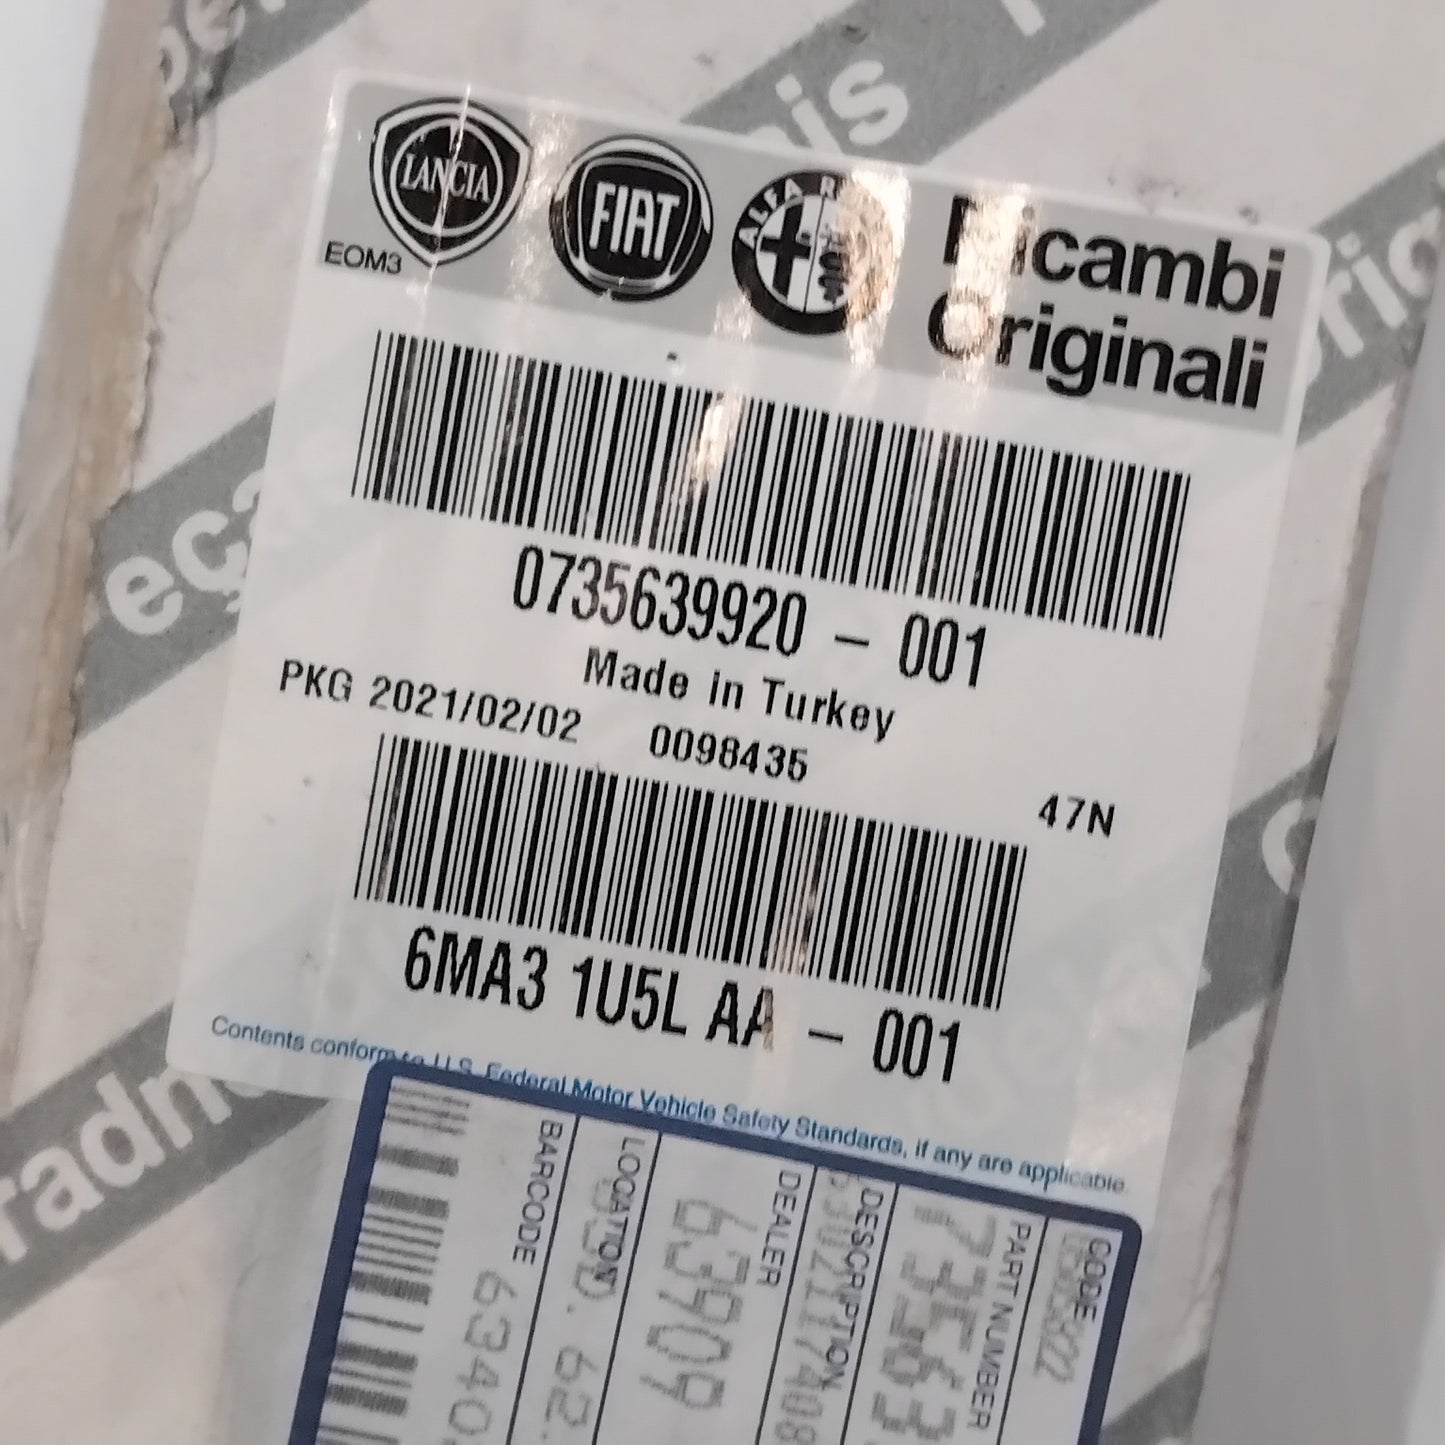 LANCIA
FIAT
EOM3
Ricambi
Originali
0735639920 - 001
Made in Turkey
PKG 2021/02/02 0098435
47N
6MA3 1U5L AA - 001
Contents conform to U.S. Federal Motor Vehicle Safety Standards, if any are applicable.
CODE
PART NUMBER
DESCRIPTION
DEALER
63909
LOCATION
BARCODE